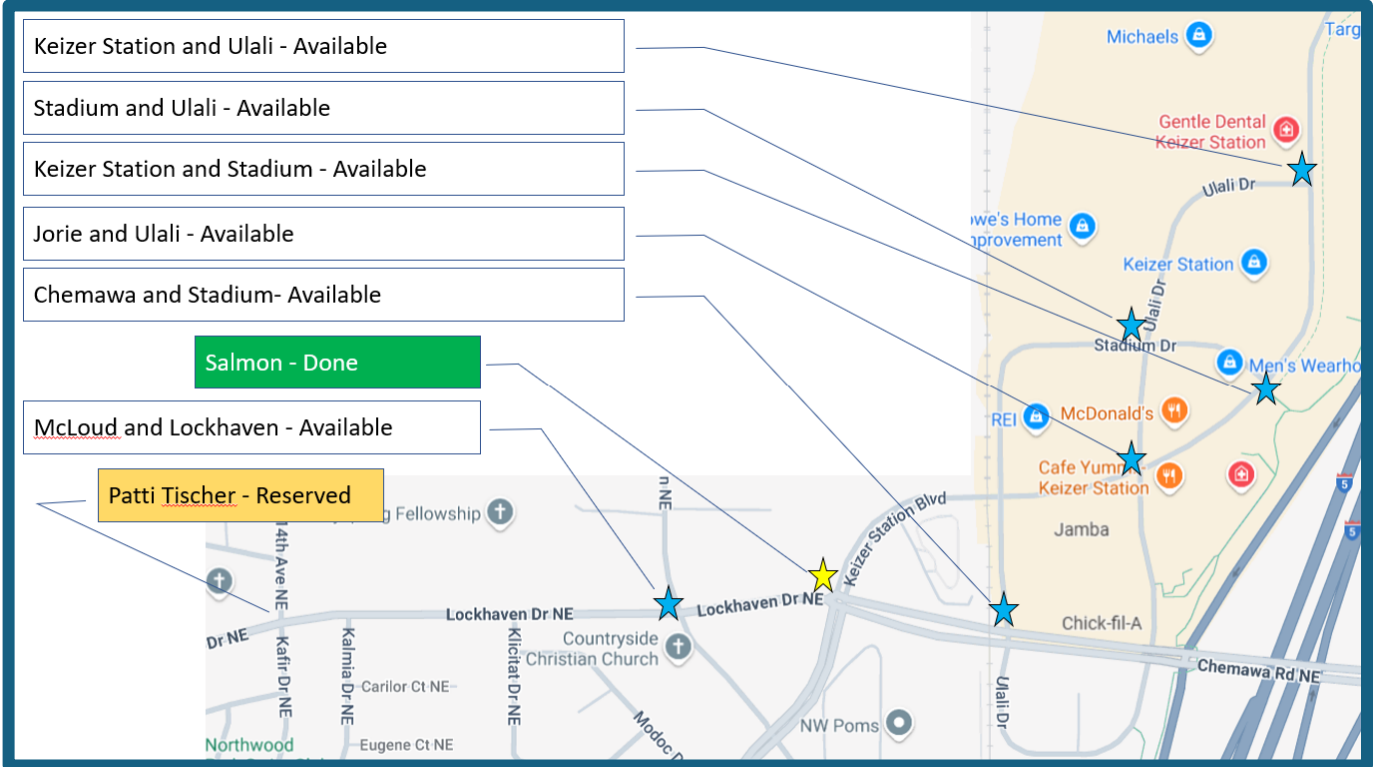 Keizer Station and Ulali - Available
Stadium and Ulali - Available
Keizer Station and Stadium - Available
Jorie and Ulali - Available
Chemawa and Stadium- Available
Salmon - Done
McLoud and Lockhaven - Available
Patti Tischer - Reserved
Michaels
Targ
Gentle Dental
Keizer Station
Ulali Dr
owe's Home
provement
Keizer Station
Ulali Dr
Stadium Dr
Men's Wearho
REI
McDonald's
Cafe Yumm -
Keizer Station
5
5
Jamba
g Fellowship
n NE
Keizer Station Blvd
14th Ave NE
Lockhaven Dr NE
Lockhaven Dr NE
Chick-fil-A
Dr NE
Kafir Dr NE
Kalmia Dr NE
Klicitat Dr NE
Countryside
Christian Church
Chemawa Rd NE
Carilor Ct NE
Ulali Dr
Modoc D
NW Poms
Northwood
Eugene Ct NE